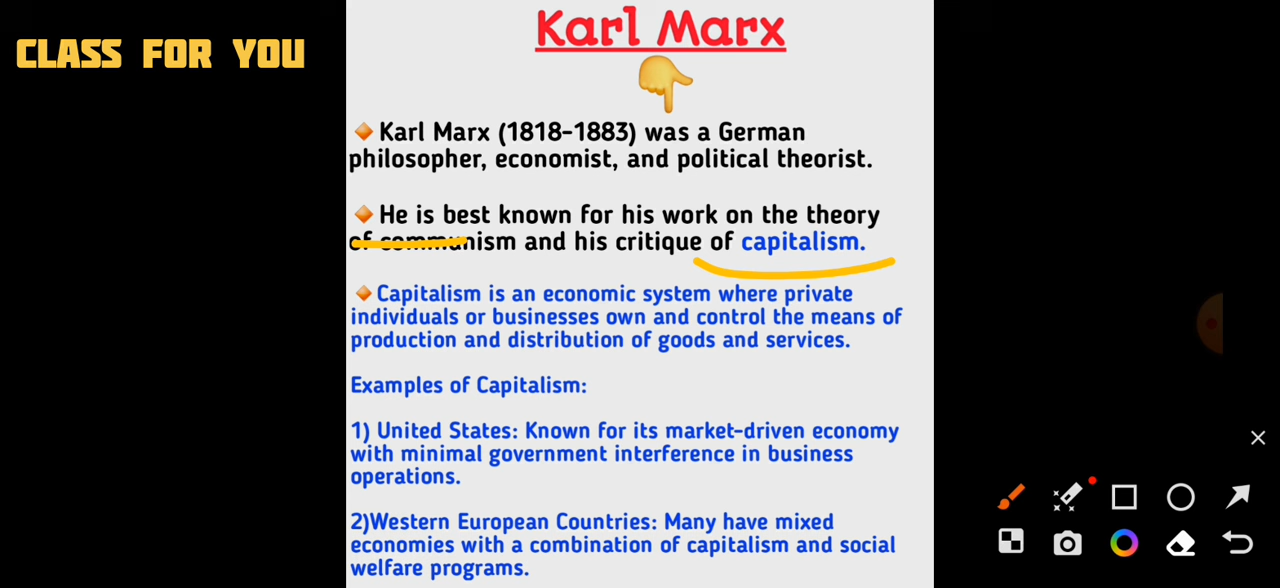 CLASS FOR YOU
Karl Marx
Karl Marx (1818-1883) was a German
philosopher, economist, and political theorist.
He is best known for his work on the theory
of communism and his critique of capitalism.
Capitalism is an economic system where private
individuals or businesses own and control the means of
production and distribution of goods and services.
Examples of Capitalism:
1) United States: Known for its market-driven economy
with minimal government interference in business
operations.
2)Western European Countries: Many have mixed
economies with a combination of capitalism and social
welfare programs.